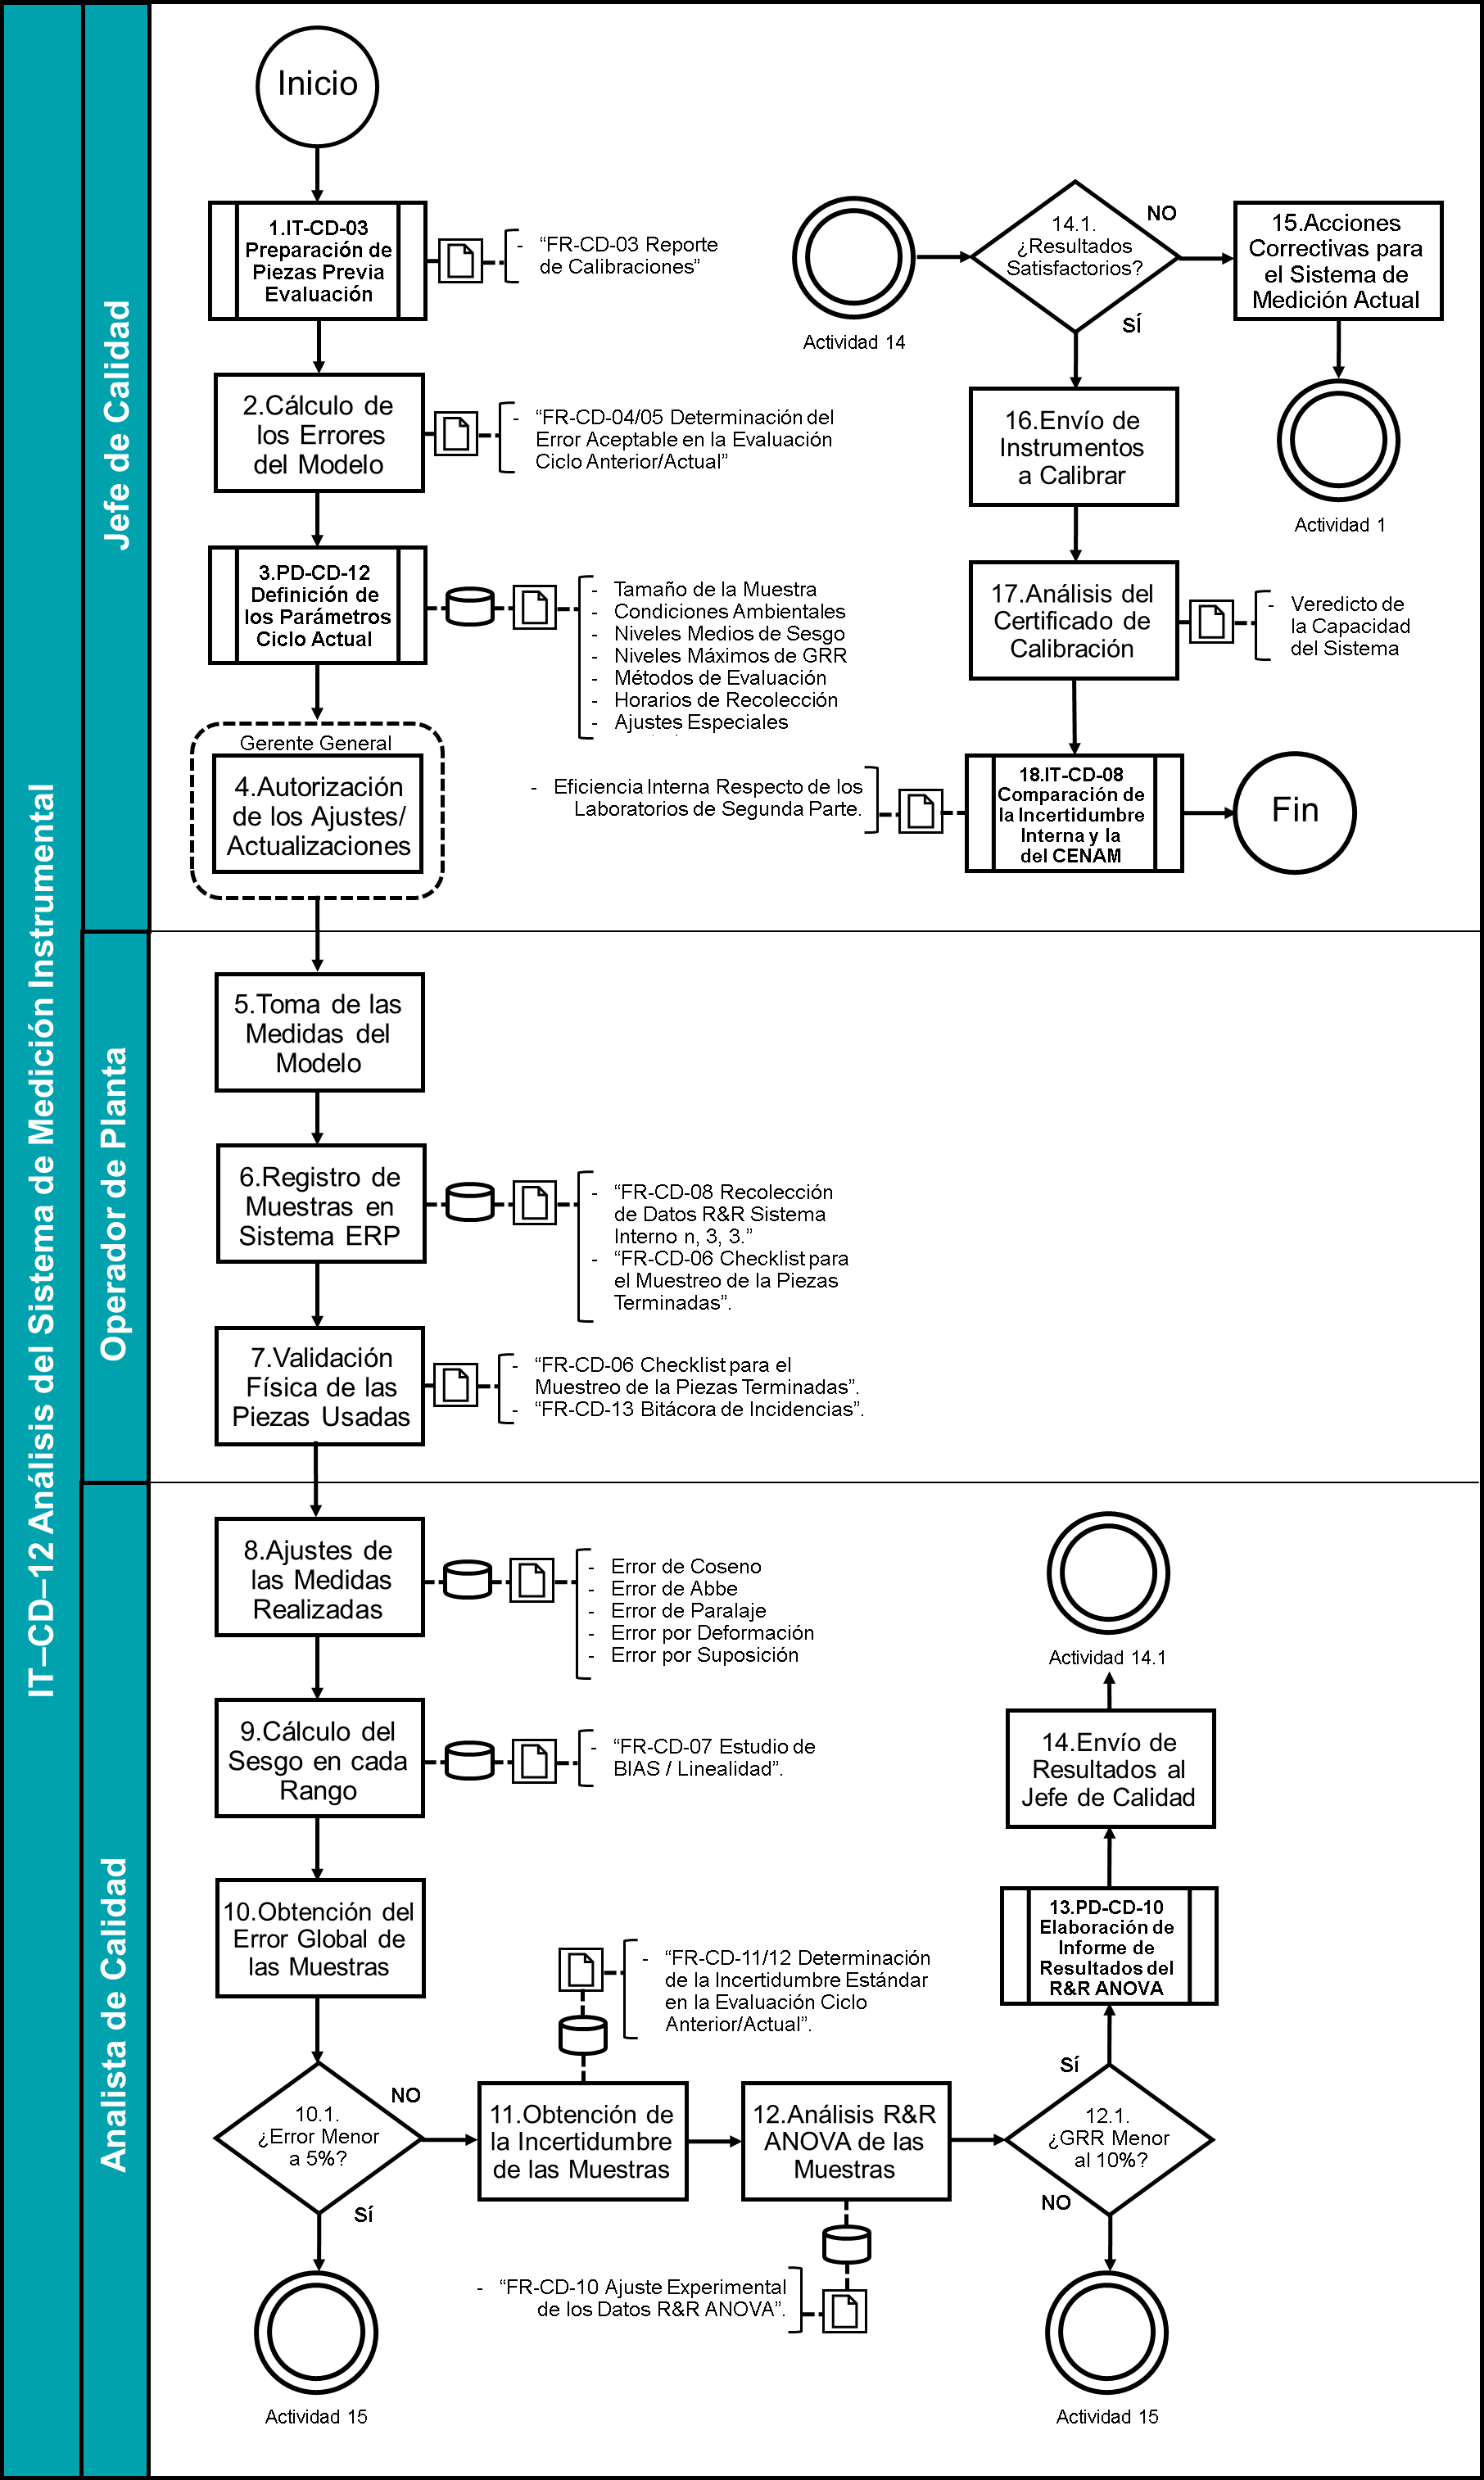 IT–CD–12 Análisis del Sistema de Medición Instrumental
Jefe de Calidad
Inicio
1.IT-CD-03
Preparación de
Piezas Previa
Evaluación
- “FR-CD-03 Reporte
de Calibraciones”
2.Cálculo de
los Errores
del Modelo
- “FR-CD-04/05 Determinación del
Error Aceptable en la Evaluación
Ciclo Anterior/Actual”
3.PD-CD-12
Definición de
los Parámetros
Ciclo Actual
- Tamaño de la Muestra
- Condiciones Ambientales
- Niveles Medios de Sesgo
- Niveles Máximos de GRR
- Métodos de Evaluación
- Horarios de Recolección
- Ajustes Especiales
Gerente General
4.Autorización
de los Ajustes/
Actualizaciones
Actividad 14
14.1.
¿Resultados
Satisfactorios?
NO
SÍ
15.Acciones
Correctivas para
el Sistema de
Medición Actual
Actividad 1
16.Envío de
Instrumentos
a Calibrar
17.Análisis del
Certificado de
Calibración
- Veredicto de
la Capacidad
del Sistema
18.IT-CD-08
Comparación de
la Incertidumbre
Interna y la
del CENAM
- Eficiencia Interna Respecto de los
Laboratorios de Segunda Parte.
Fin
Operador de Planta
5.Toma de las
Medidas del
Modelo
6.Registro de
Muestras en
Sistema ERP
- “FR-CD-08 Recolección
de Datos R&R Sistema
Interno n, 3, 3.”
- “FR-CD-06 Checklist para
el Muestreo de la Piezas
Terminadas”.
7.Validación
Física de las
Piezas Usadas
- “FR-CD-06 Checklist para el
Muestreo de la Piezas Terminadas”.
- “FR-CD-13 Bitácora de Incidencias”.
Analista de Calidad
8.Ajustes de
las Medidas
Realizadas
- Error de Coseno
- Error de Abbe
- Error de Paralaje
- Error por Deformación
- Error por Suposición
9.Cálculo del
Sesgo en cada
Rango
- “FR-CD-07 Estudio de
BIAS / Linealidad”.
10.Obtención del
Error Global de
las Muestras
10.1.
¿Error Menor
a 5%?
NO
Sí
Actividad 15
11.Obtención de
la Incertidumbre
de las Muestras
- “FR-CD-11/12 Determinación
de la Incertidumbre Estándar
en la Evaluación Ciclo
Anterior/Actual”.
12.Análisis R&R
ANOVA de las
Muestras
- “FR-CD-10 Ajuste Experimental
de los Datos R&R ANOVA”.
12.1.
¿GRR Menor
al 10%?
Sí
NO
Actividad 15
13.PD-CD-10
Elaboración de
Informe de
Resultados del
R&R ANOVA
14.Envío de
Resultados al
Jefe de Calidad
Actividad 14.1